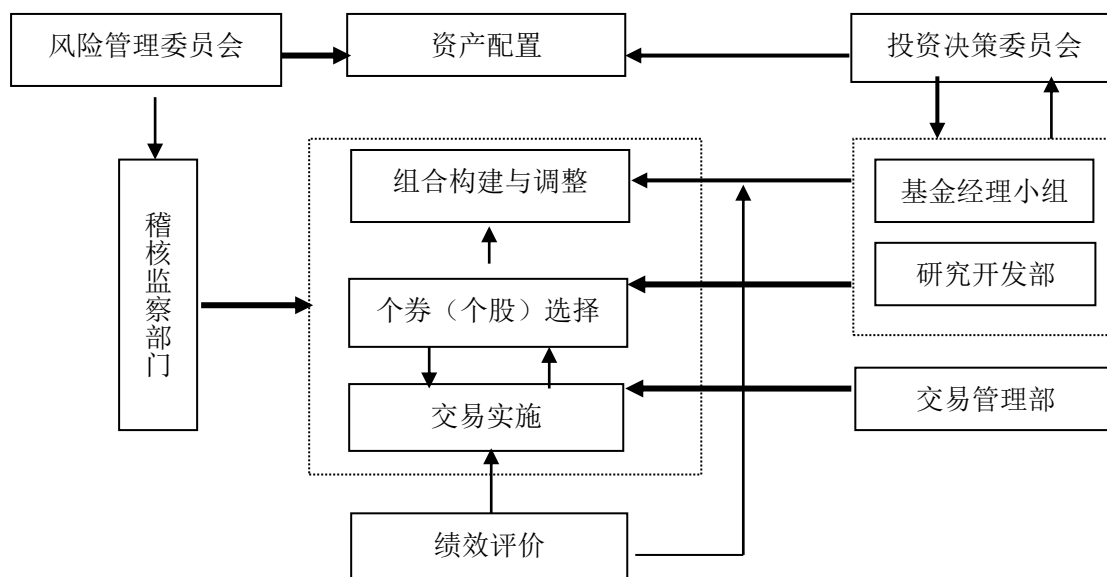 风险管理委员会
资产配置
投资决策委员会
组合构建与调整
基金经理小组
稽核监察部门
研究开发部
个券（个股）选择
交易管理部
交易实施
绩效评价